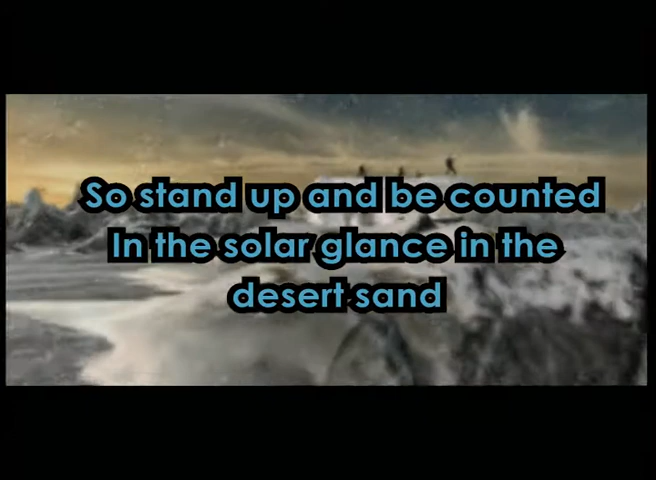 So stand up and be counted
In the solar glance in the
desert sand